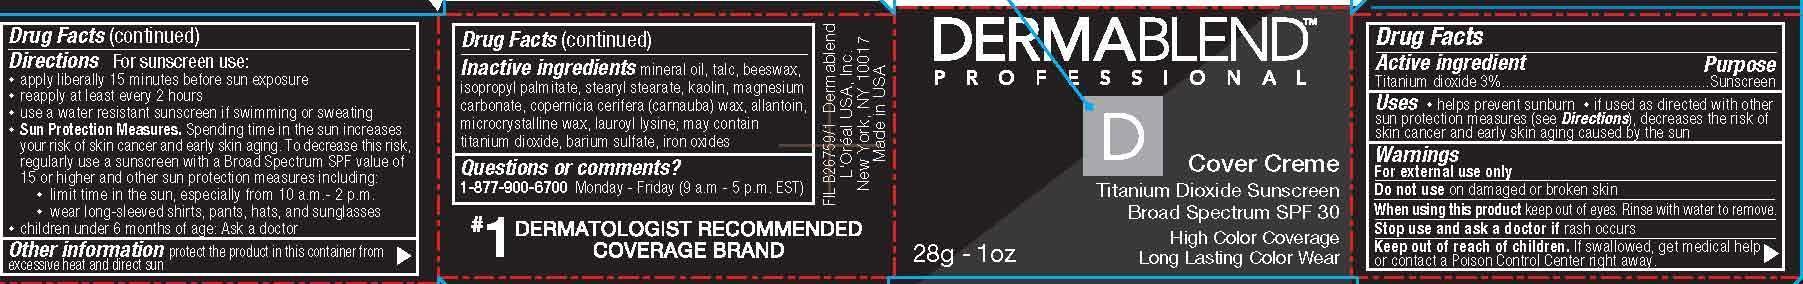 Drug Facts (continued)
Directions For sunscreen use:
• apply liberally 15 minutes before sun exposure
• reapply at least every 2 hours
• use a water resistant sunscreen if swimming or sweating
• Sun Protection Measures. Spending time in the sun increases
your risk of skin cancer and early skin aging. To decrease this risk,
regularly use a sunscreen with a Broad Spectrum SPF value of
15 or higher and other sun protection measures including:
• limit time in the sun, especially from 10 a.m.- 2 p.m.
• wear long-sleeved shirts, pants, hats, and sunglasses
• children under 6 months of age: Ask a doctor
Other information protect the product in this container from
excessive heat and direct sun
Drug Facts (continued)
Inactive ingredients mineral oil, talc, beeswax,
isopropyl palmitate, stearyl stearate, kaolin, magnesium
carbonate, copernicia cerifera (carnauba) wax, allantoin,
microcrystalline wax, lauroyl lysine; may contain
titanium dioxide, barium sulfate, iron oxides
Questions or comments?
1-877-900-6700 Monday - Friday (9 a.m - 5 p.m. EST)
#1 DERMATOLOGIST RECOMMENDED
COVERAGE BRAND
FIL B26759/1 Dermablend
L'Oréal USA, Inc.
New York, NY 10017
Made in USA
DERMABLEND™
PROFESSIONAL
D
Cover Creme
Titanium Dioxide Sunscreen
Broad Spectrum SPF 30
High Color Coverage
Long Lasting Color Wear
28g - 1oz
Drug Facts
Active ingredient Purpose
Titanium dioxide 3%......................................................Sunscreen
Uses • helps prevent sunburn • if used as directed with other
sun protection measures (see Directions), decreases the risk of
skin cancer and early skin aging caused by the sun
Warnings
For external use only
Do not use on damaged or broken skin
When using this product keep out of eyes. Rinse with water to remove.
Stop use and ask a doctor if rash occurs
Keep out of reach of children. If swallowed, get medical help
or contact a Poison Control Center right away.